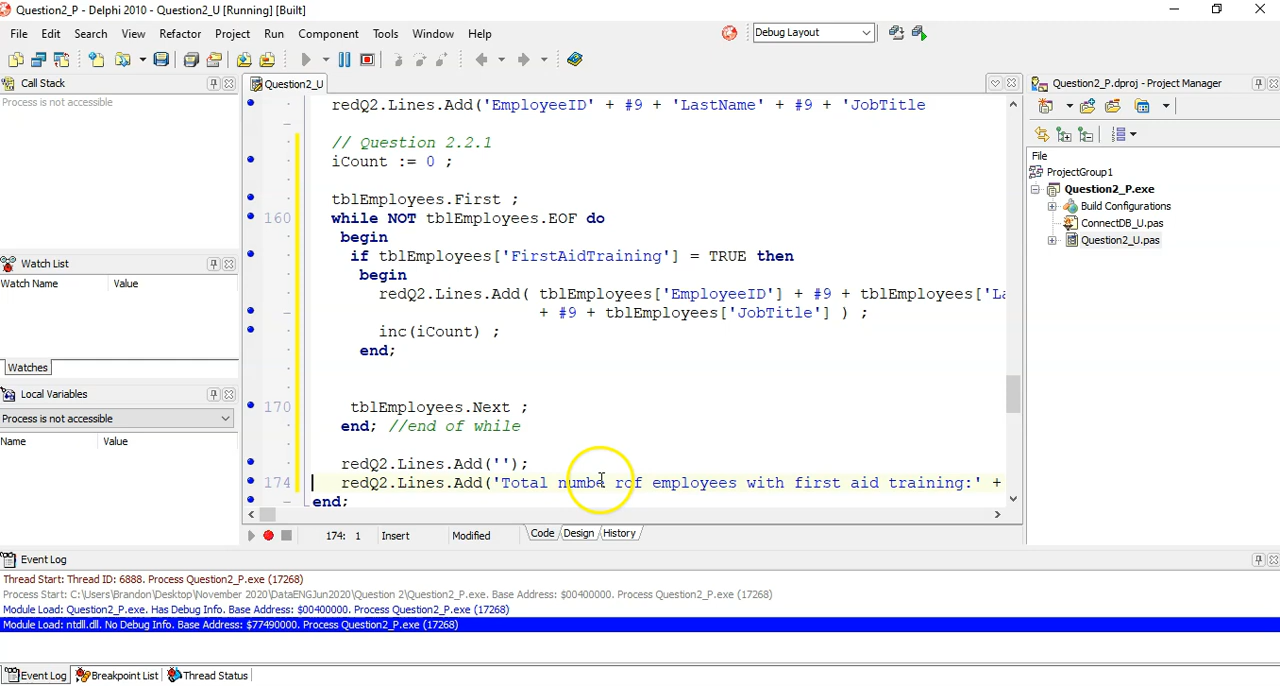 Question2_P - Delphi 2010 - Question2_U [Running] [Built]
File Edit Search View Refactor Project Run Component Tools Window Help
Debug Layout
Call Stack
Question2_U
Question2_P.dproj - Project Manager
Process is not accessible
redQ2.Lines.Add('EmployeeID' + #9 + 'LastName' + #9 + 'JobTitle
// Question 2.2.1
iCount := 0 ;
tblEmployees.First ;
160 while NOT tblEmployees.EOF do
begin
if tblEmployees['FirstAidTraining'] = TRUE then
begin
redQ2.Lines.Add( tblEmployees['EmployeeID'] + #9 + tblEmployees['La
+ #9 + tblEmployees['JobTitle'] ) ;
inc(iCount) ;
end;
170 tblEmployees.Next ;
end; //end of while
redQ2.Lines.Add('');
174 redQ2.Lines.Add('Total numbe rof employees with first aid training:' +
end;
File
ProjectGroup1
Question2_P.exe
Build Configurations
ConnectDB_U.pas
Question2_U.pas
Watch List
Watch Name Value
Watches
Local Variables
Process is not accessible
Name Value
174: 1 Insert Modified Code Design History
Event Log
Thread Start: Thread ID: 6888. Process Question2_P.exe (17268)
Process Start: C:\Users\Brandon\Desktop\November 2020\DataENGJun2020\Question 2\Question2_P.exe. Base Address: $00400000. Process Question2_P.exe (17268)
Module Load: Question2_P.exe. Has Debug Info. Base Address: $00400000. Process Question2_P.exe (17268)
Module Load: ntdll.dll. No Debug Info. Base Address: $77490000. Process Question2_P.exe (17268)
Event Log Breakpoint List Thread Status